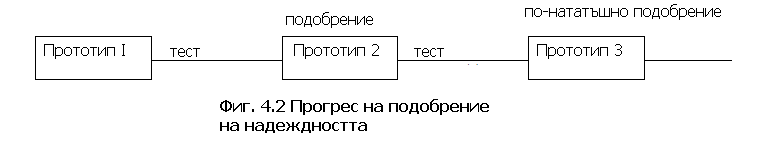 подобрение
по-нататъшно подобрение
Прототип I
тест
Прототип 2
тест
Прототип 3
Фиг. 4.2 Прогрес на подобрение
на надеждността